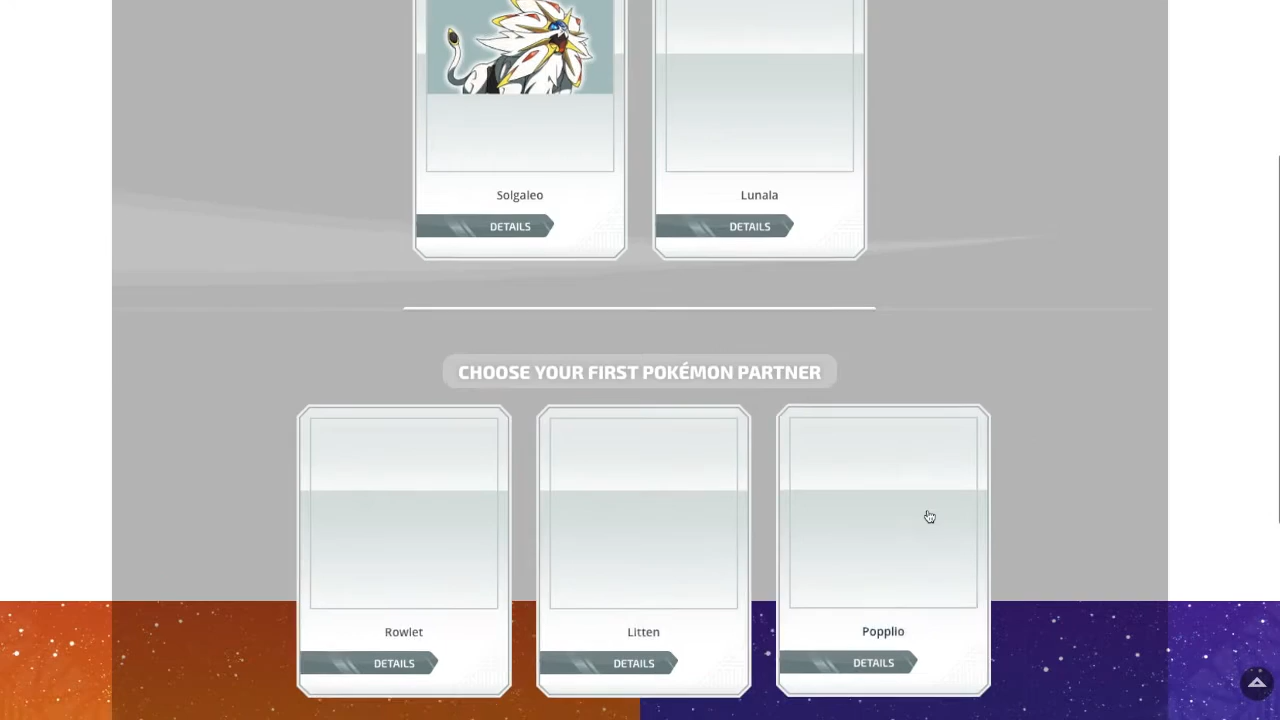 Solgaleo
Lunala
DETAILS
DETAILS
CHOOSE YOUR FIRST POKÉMON PARTNER
Rowlet
Litten
Popplio
DETAILS
DETAILS
DETAILS